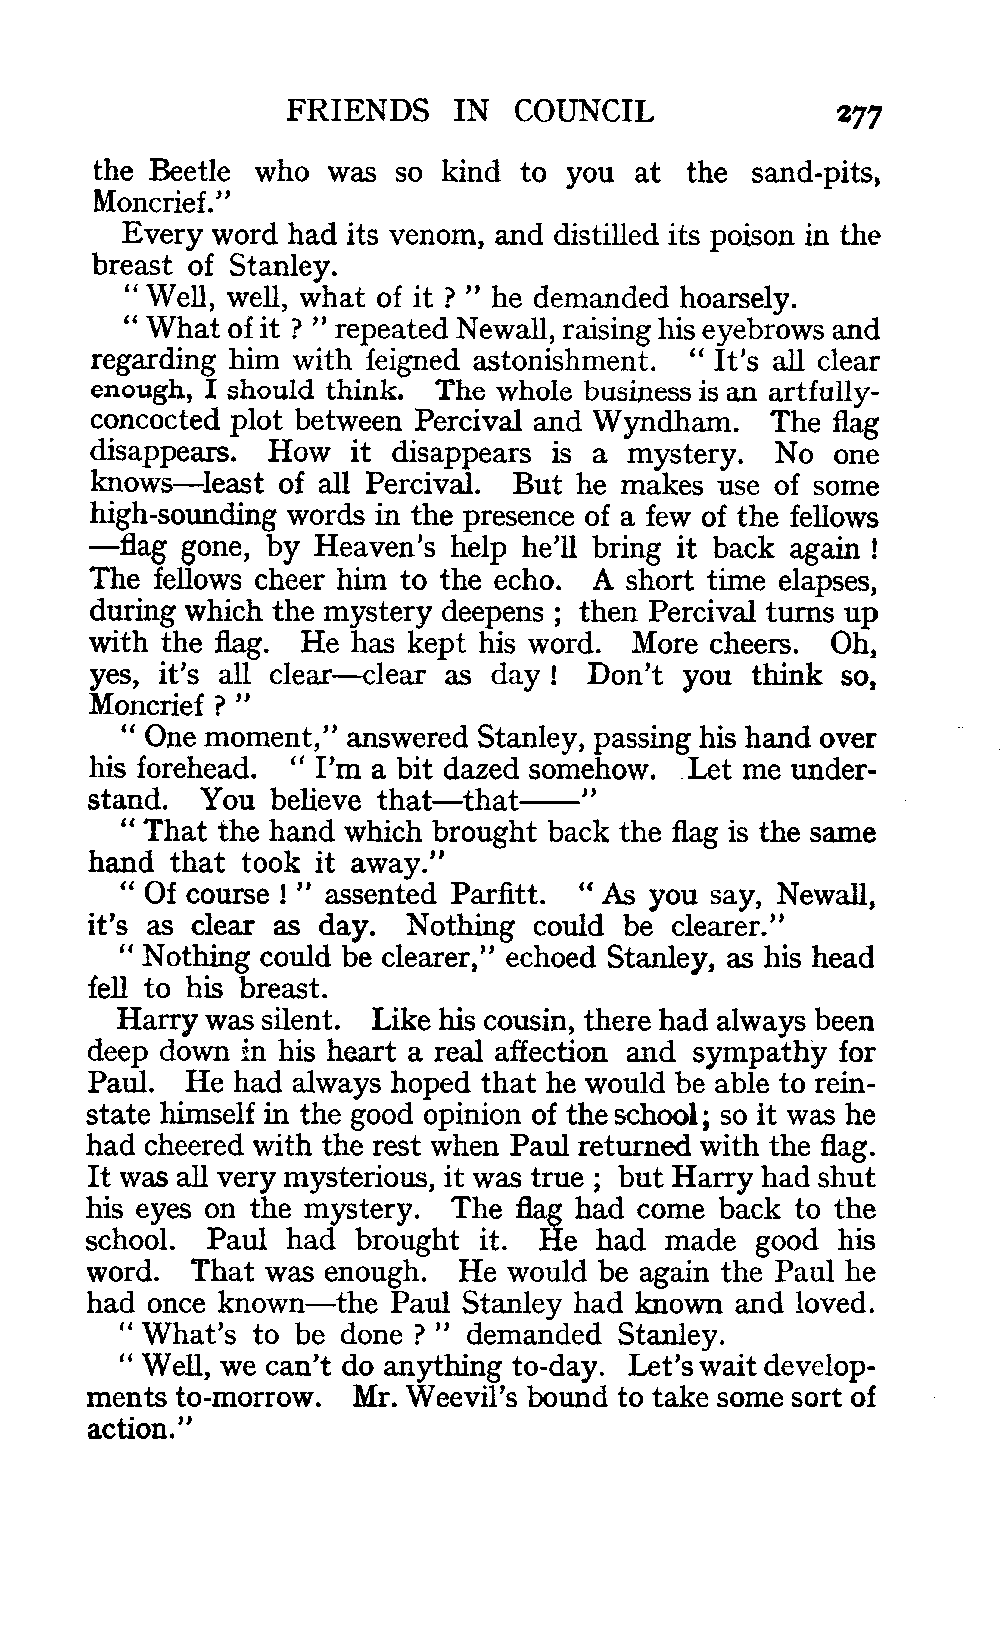 FRIENDS IN COUNCIL 277
the Beetle who was so kind to you at the sand-pits,
Moncrief."
Every word had its venom, and distilled its poison in the
breast of Stanley.
" Well, well, what of it ? " he demanded hoarsely.
" What of it ? " repeated Newall, raising his eyebrows and
regarding him with feigned astonishment. " It's all clear
enough, I should think. The whole business is an artfully-
concocted plot between Percival and Wyndham. The flag
disappears. How it disappears is a mystery. No one
knows—least of all Percival. But he makes use of some
high-sounding words in the presence of a few of the fellows
—flag gone, by Heaven's help he'll bring it back again !
The fellows cheer him to the echo. A short time elapses,
during which the mystery deepens ; then Percival turns up
with the flag. He has kept his word. More cheers. Oh,
yes, it's all clear—clear as day ! Don't you think so,
Moncrief ? "
" One moment," answered Stanley, passing his hand over
his forehead. " I'm a bit dazed somehow. Let me under-
stand. You believe that—that——"
" That the hand which brought back the flag is the same
hand that took it away."
" Of course ! " assented Parfitt. " As you say, Newall,
it's as clear as day. Nothing could be clearer."
" Nothing could be clearer," echoed Stanley, as his head
fell to his breast.
Harry was silent. Like his cousin, there had always been
deep down in his heart a real affection and sympathy for
Paul. He had always hoped that he would be able to rein-
state himself in the good opinion of the school; so it was he
had cheered with the rest when Paul returned with the flag.
It was all very mysterious, it was true ; but Harry had shut
his eyes on the mystery. The flag had come back to the
school. Paul had brought it. He had made good his
word. That was enough. He would be again the Paul he
had once known—the Paul Stanley had known and loved.
" What's to be done ? " demanded Stanley.
" Well, we can't do anything to-day. Let's wait develop-
ments to-morrow. Mr. Weevil's bound to take some sort of
action."